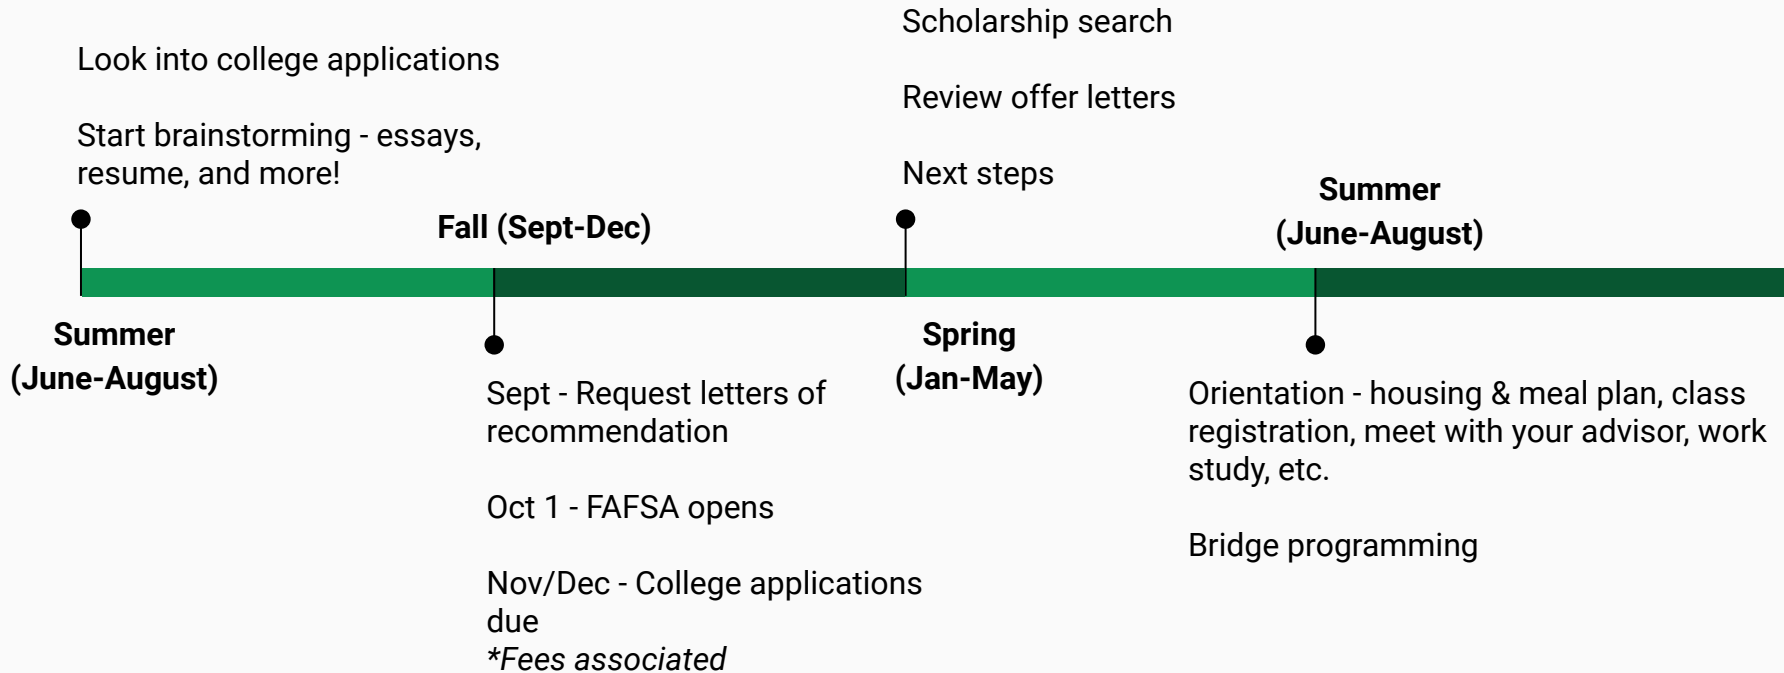 Look into college applications
Start brainstorming - essays,
resume, and more!
Summer
(June-August)
Fall (Sept-Dec)
Sept - Request letters of
recommendation
Oct 1 - FAFSA opens
Nov/Dec - College applications
due
*Fees associated
Scholarship search
Review offer letters
Next steps
Spring
(Jan-May)
Summer
(June-August)
Orientation - housing & meal plan, class
registration, meet with your advisor, work
study, etc.
Bridge programming